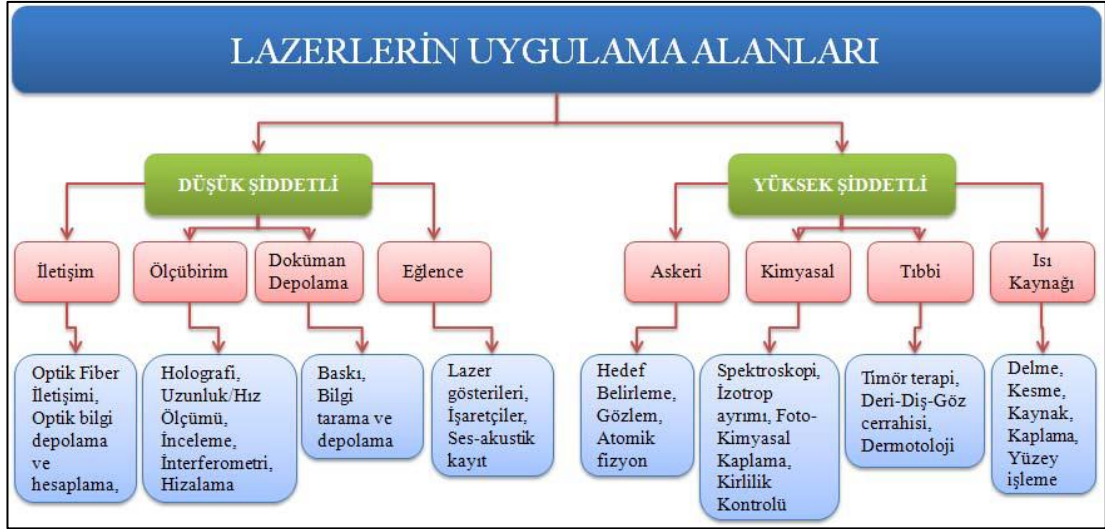 LAZERLERİN UYGULAMA ALANLARI
DÜŞÜK ŞİDDETLİ
YÜKSEK ŞİDDETLİ
İletişim
Ölçübirim
Doküman
Depolama
Eğlence
Askeri
Kimyasal
Tıbbi
Isı
Kaynağı
Optik Fiber
İletişimi,
Optik bilgi
depolama
ve
hesaplama,
Holografi,
Uzunluk/Hız
Ölçümü,
İnceleme,
İnterferometri,
Hizalama
Baskı,
Bilgi
tarama ve
depolama
Lazer
gösterileri,
İşaretçiler,
Ses-akustik
kayıt
Hedef
Belirleme,
Gözlem,
Atomik
fizyon
Spektroskopi,
İzotrop
ayrımı, Foto-
Kimyasal
Kaplama,
Kirlilik
Kontrolü
Timör terapi,
Deri-Diş-Göz
cerrahisi,
Dermotoloji
Delme,
Kesme,
Kaynak,
Kaplama,
Yüzey
işleme